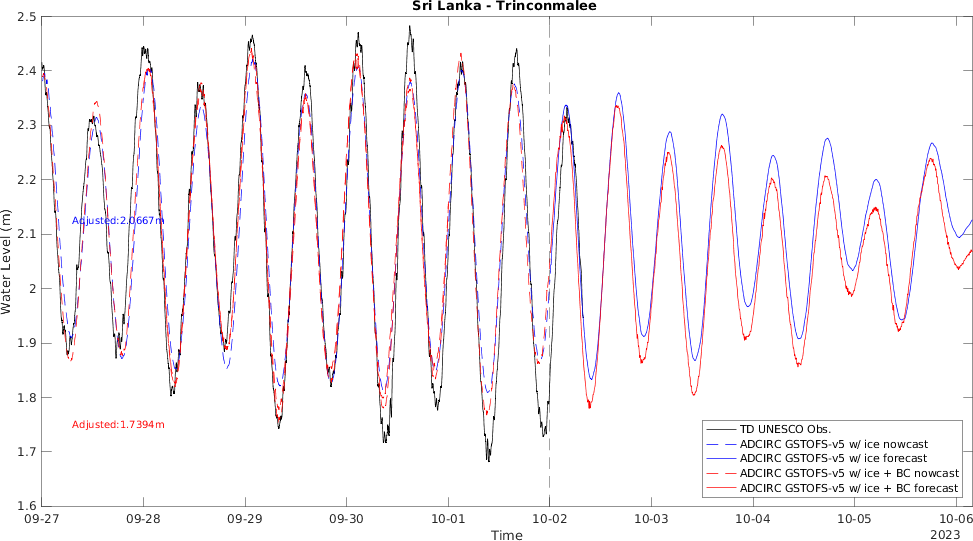 Sri Lanka - Trinconmalee
2.5
2.4
2.3
2.2
2.1
2
1.9
1.8
1.7
1.6
Water Level (m)
Adjusted:2.0667m
Adjusted:1.7394m
TD UNESCO Obs.
ADCIRC GSTOFS-v5 w/ ice nowcast
ADCIRC GSTOFS-v5 w/ ice forecast
ADCIRC GSTOFS-v5 w/ ice + BC nowcast
ADCIRC GSTOFS-v5 w/ ice + BC forecast
09-27 09-28 09-29 09-30 10-01 10-02 10-03 10-04 10-05 10-06
Time
2023